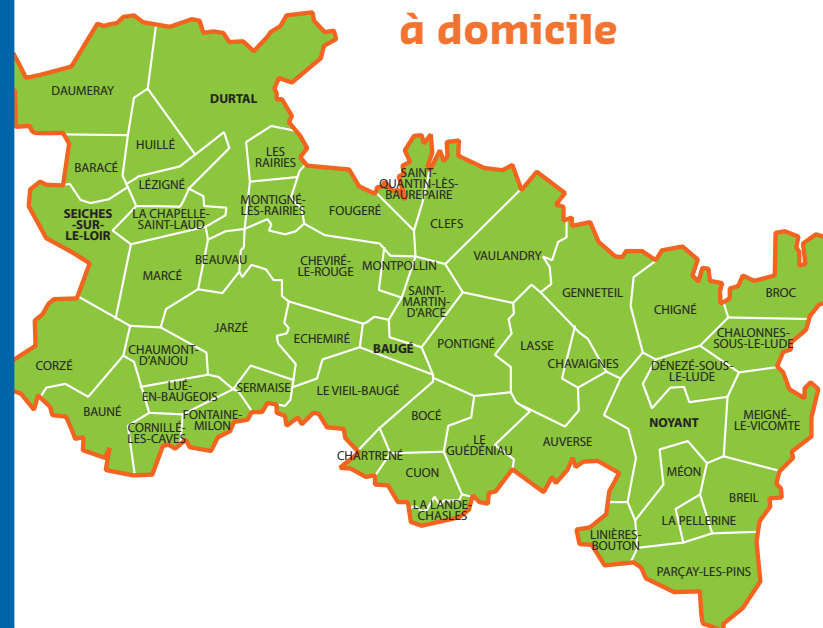 à domicile
DAUMERAY
DURTAL
HUILLÉ
LES
RAIRIES
BARACÉ
LÉZIGNÉ
SAINT-
QUANTIN-LÈS-
BAUREPAIRE
SEICHES
-SUR-
LE-LOIR
LA CHAPELLE-
SAINT-LAUD
MONTIGNÉ-
LES-RAIRIES
FOUGERÉ
CLEFS
BEAUVAU
MARCÉ
CHEVIRÉ-
LE-ROUGE
MONTPOLLIN
VAULANDRY
SAINT-
MARTIN-
D'ARCÉ
GENNETEIL
CHIGNÉ
BROC
JARZÉ
ECHEMIRÉ
BAUGÉ
PONTIGNÉ
LASSE
CHALONNES-
SOUS-LE-LUDE
CORZÉ
CHAUMONT-
D'ANJOU
CHAVAIGNES
DÉNEZÉ-SOUS-
LE-LUDE
LUÉ-
EN-BAUGEOIS
SERMAISE
LE VIEIL-BAUGÉ
BAUNÉ
FONTAINE-
MILON
CORNILLÉ-
LES-CAVES
BOCÉ
NOYANT
MEIGNÉ-
LE-VICOMTE
LE
GUÉDÉNIAU
AUVERSE
CHARTRENÉ
CUON
MÉON
BREIL
LA LANDE-
CHASLES
LA PELLERINE
LINIÈRES-
BOUTON
PARÇAY-LES-PINS